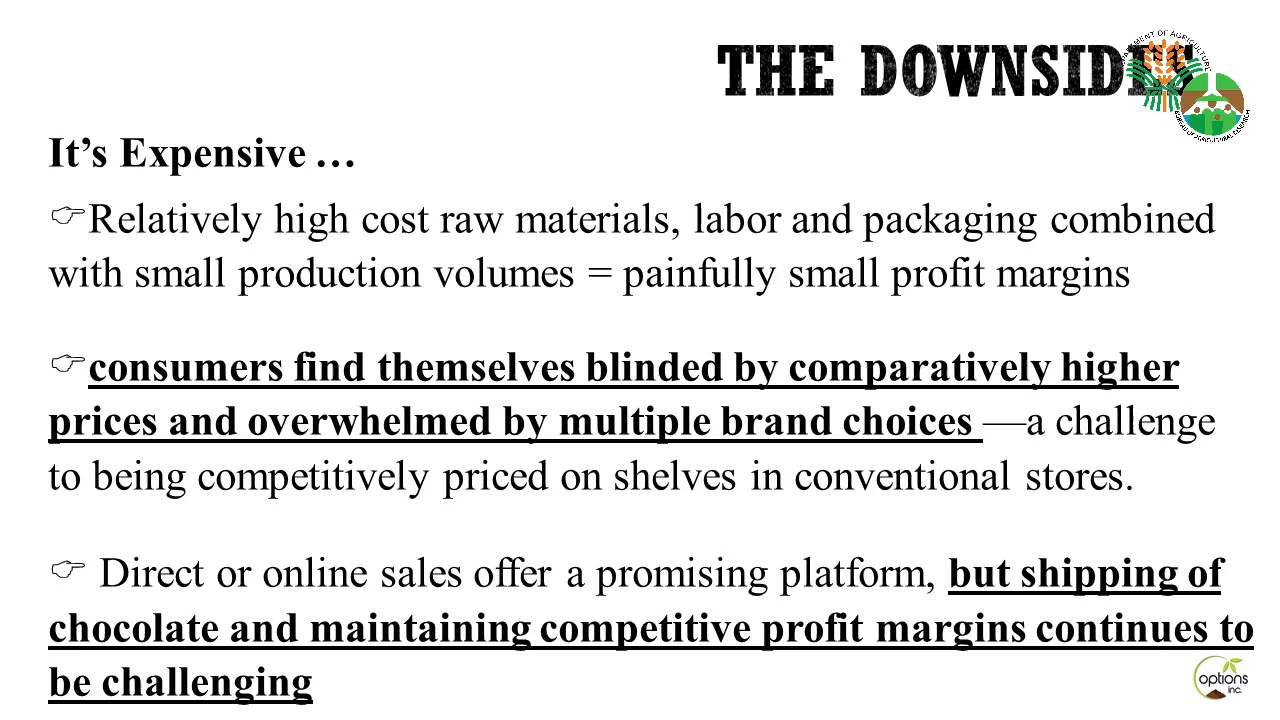 THE DOWNSIDE
It’s Expensive …
Relatively high cost raw materials, labor and packaging combined
with small production volumes = painfully small profit margins
consumers find themselves blinded by comparatively higher
prices and overwhelmed by multiple brand choices —a challenge
to being competitively priced on shelves in conventional stores.
Direct or online sales offer a promising platform, but shipping of
chocolate and maintaining competitive profit margins continues to
be challenging
options
inc.